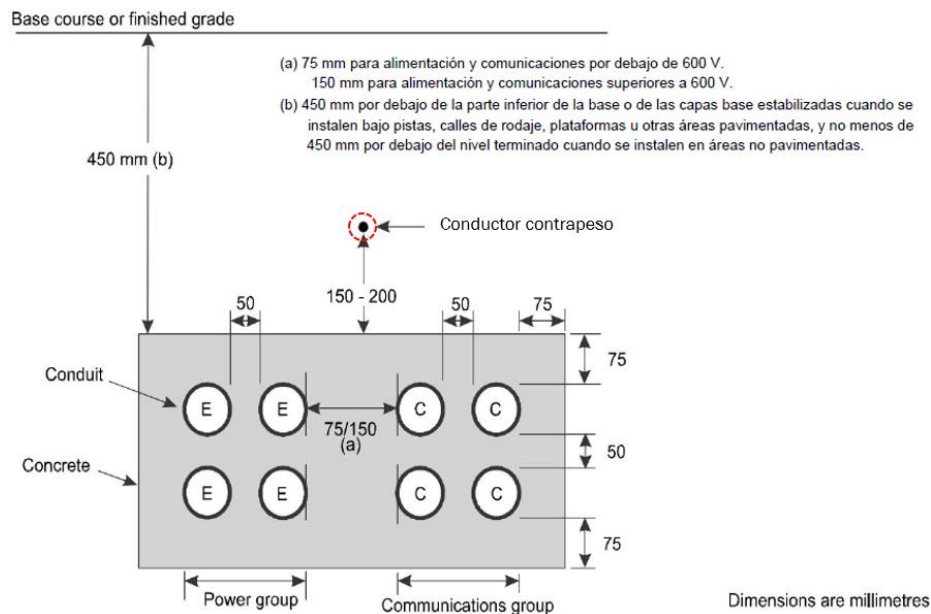 Base course or finished grade
(a) 75 mm para alimentación y comunicaciones por debajo de 600 V.
150 mm para alimentación y comunicaciones superiores a 600 V.
(b) 450 mm por debajo de la parte inferior de la base o de las capas base estabilizadas cuando se
instalen bajo pistas, calles de rodaje, plataformas u otras áreas pavimentadas, y no menos de
450 mm por debajo del nivel terminado cuando se instalen en áreas no pavimentadas.
450 mm (b)
Conductor contrapeso
150 - 200
50
50
75
75
Conduit
E
E
C
C
75/150
(a)
50
Concrete
E
E
C
C
75
Power group
Communications group
Dimensions are millimetres